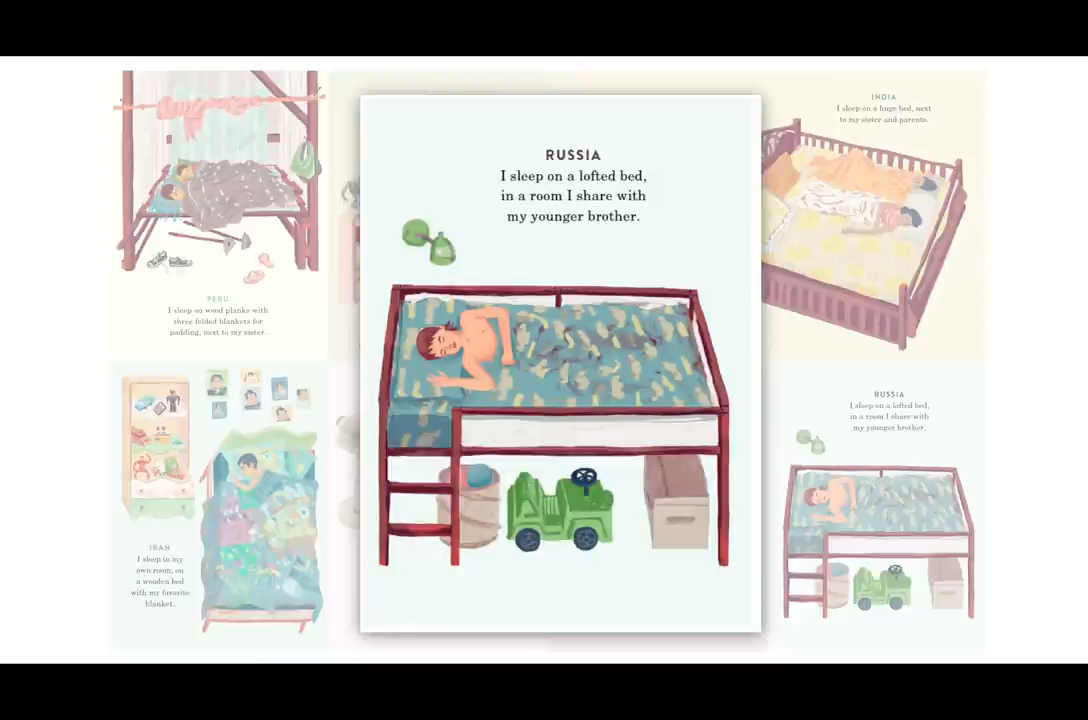 RUSSIA
I sleep on a lofted bed,
in a room I share with
my younger brother.
INDIA
I sleep on a huge bed, next
to my sister and parents.
PERU
I sleep on wood planks with
three folded blankets for
padding, next to my sister.
IRAN
I sleep in my
own room, on
a wooden bed
with my favorite
blanket.
RUSSIA
I sleep on a lofted bed,
in a room I share with
my younger brother.